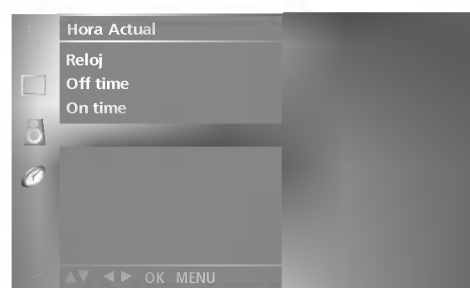 Hora Actual
Reloj
Off time
On time
▲▼ ◀ ▶ OK MENU